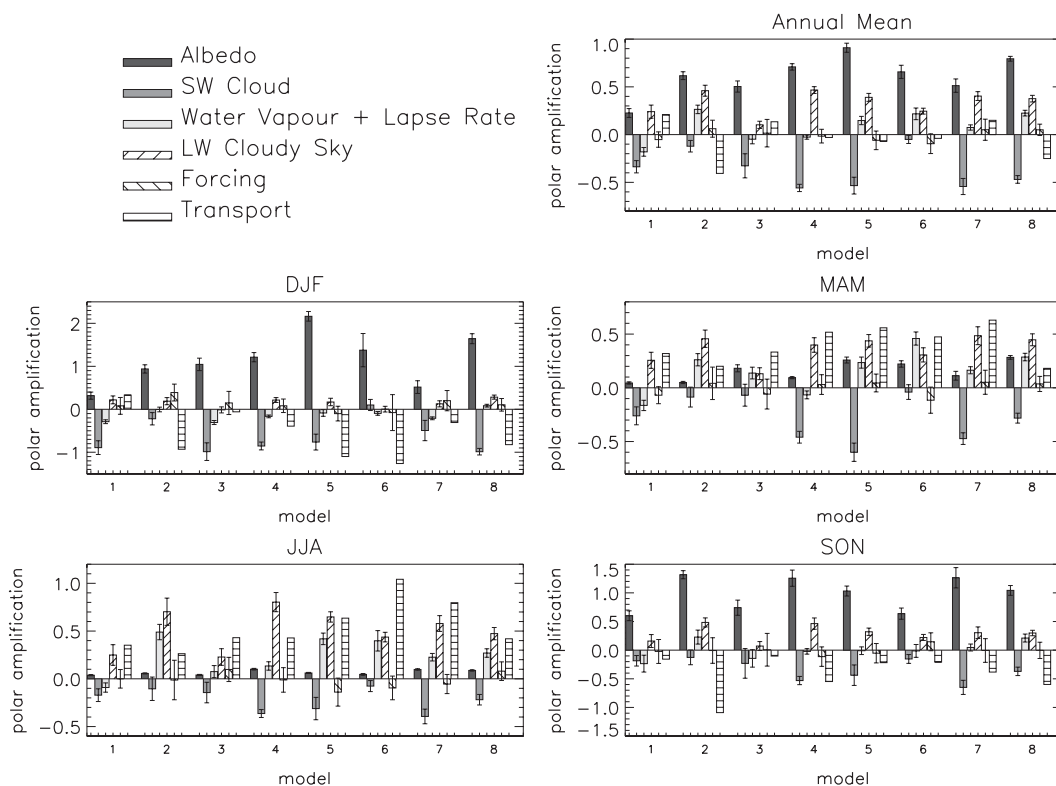 Albedo
SW Cloud
Water Vapour + Lapse Rate
LW Cloudy Sky
Forcing
Transport
Annual Mean
polar amplification
1.0
0.5
0.0
−0.5
1 2 3 4 5 6 7 8
model
DJF
polar amplification
2
1
0
−1
1 2 3 4 5 6 7 8
model
MAM
polar amplification
0.5
0.0
−0.5
1 2 3 4 5 6 7 8
model
JJA
polar amplification
1.0
0.5
0.0
−0.5
1 2 3 4 5 6 7 8
model
SON
polar amplification
1.5
1.0
0.5
0.0
−0.5
−1.0
−1.5
1 2 3 4 5 6 7 8
model